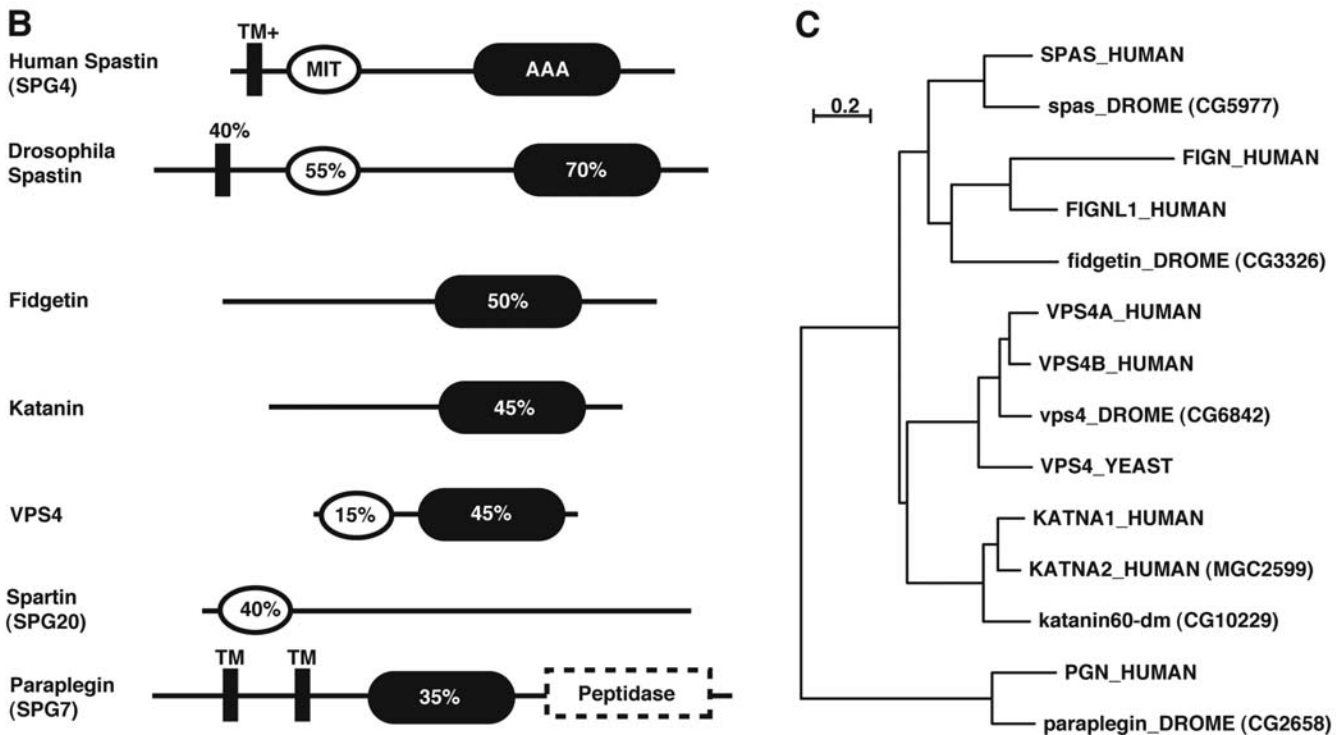 B
TM+
Human Spastin
(SPG4)
MIT
AAA
40%
Drosophila
Spastin
55%
70%
Fidgetin
50%
Katanin
45%
VPS4
15%
45%
Spartin
(SPG20)
40%
TM
TM
Paraplegin
(SPG7)
35%
Peptidase
C
0.2
SPAS_HUMAN
spas_DROME (CG5977)
FIGN_HUMAN
FIGNL1_HUMAN
fidgetin_DROME (CG3326)
VPS4A_HUMAN
VPS4B_HUMAN
vps4_DROME (CG6842)
VPS4_YEAST
KATNA1_HUMAN
KATNA2_HUMAN (MGC2599)
katanin60-dm (CG10229)
PGN_HUMAN
paraplegin_DROME (CG2658)